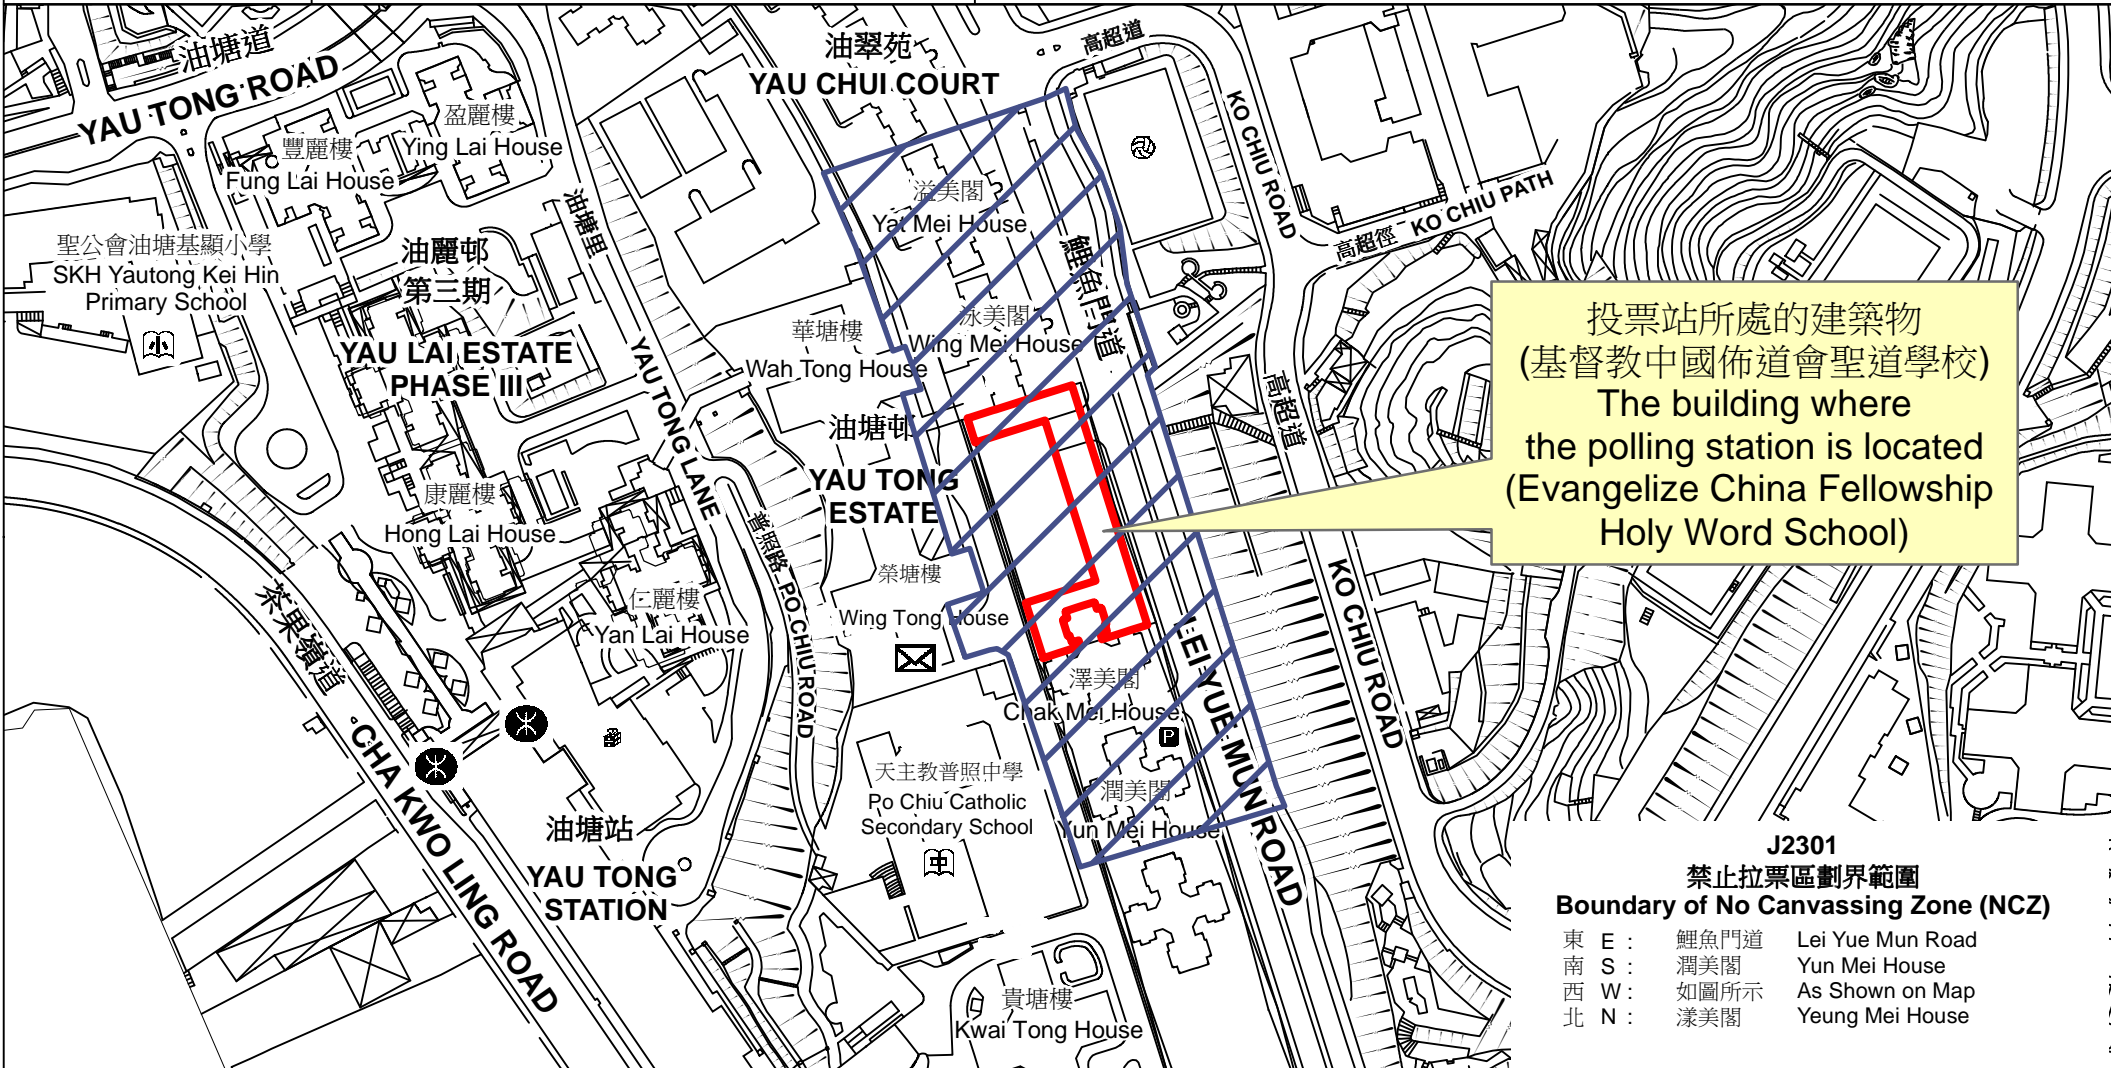 油塘道
YAU TONG ROAD
盈麗樓
Ying Lai House
豐麗樓
Fung Lai House
油翠苑
YAU CHUI COURT
高超道
KO CHIU ROAD
高超徑 KO CHIU PATH
聖公會油塘基顯小學
SKH Yautong Kei Hin
Primary School
油麗邨
第三期
YAU LAI ESTATE
PHASE III
油塘里
YAU TONG LANE
溢美閣
Yat Mei House
鯉魚門道
泳美閣
Wing Mei House
華塘樓
Wah Tong House
油塘邨
YAU TONG
ESTATE
高超道
投票站所處的建築物
(基督教中國佈道會聖道學校)
The building where
the polling station is located
(Evangelize China Fellowship
Holy Word School)
康麗樓
Hong Lai House
仁麗樓
Yan Lai House
普照路 PO CHIU ROAD
榮塘樓
Wing Tong House
茶果嶺道
CHA KWO LING ROAD
澤美閣
Chak Mei House
P
LEI YUE MUN ROAD
KO CHIU ROAD
潤美閣
Yun Mei House
天主教普照中學
Po Chiu Catholic
Secondary School
油塘站
YAU TONG
STATION
貴塘樓
Kwai Tong House
J2301
禁止拉票區劃界範圍
Boundary of No Canvassing Zone (NCZ)
東 E : 鯉魚門道 Lei Yue Mun Road
南 S : 潤美閣 Yun Mei House
西 W : 如圖所示 As Shown on Map
北 N : 漾美閣 Yeung Mei House